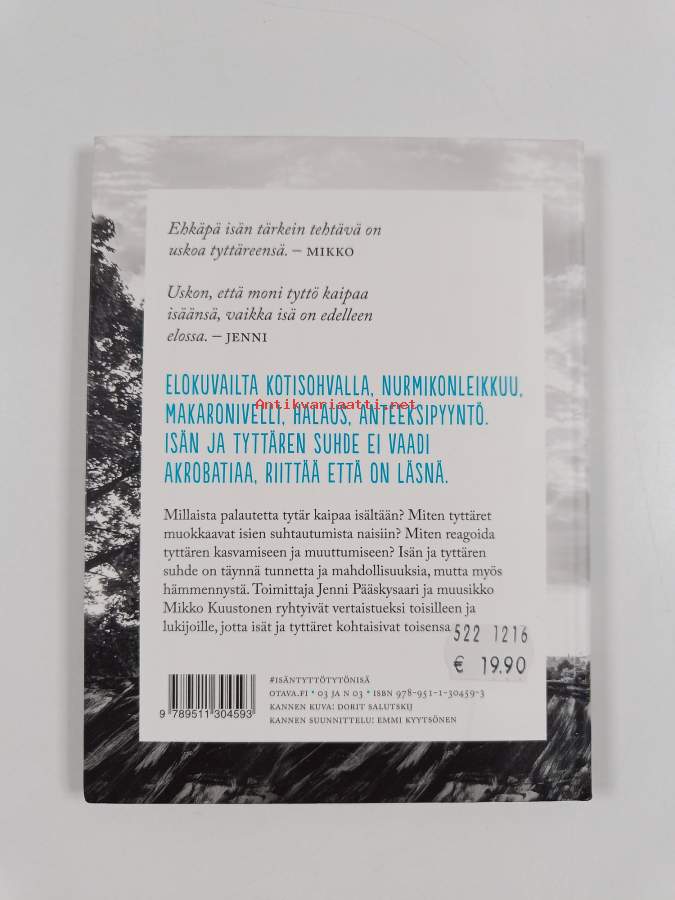 Ehkäpä isän tärkein tehtävä on
uskoa tyttäreensä. – MIKKO
Uskon, että moni tyttö kaipaa
isäänsä, vaikka isä on edelleen
elossa. – JENNI
ELOKUVAILTA KOTISOHVALLA, NURMIKONLEIKKUU,
MAKARONIVELLI, HALAUS, ANTEEKSIPYYNTÖ.
Antikvariaatti.net
ISÄN JA TYTTÄREN SUHDE EI VAADI
AKROBATIAA, RIITTÄÄ ETTÄ ON LÄSNÄ.
Millaista palautetta tytär kaipaa isältään? Miten tyttäret
muokkaavat isien suhtautumista naisiin? Miten reagoida
tyttären kasvamiseen ja muuttumiseen? Isän ja tyttären
suhde on täynnä tunnetta ja mahdollisuuksia, mutta myös
hämmennystä. Toimittaja Jenni Pääskysaari ja muusikko
Mikko Kuustonen ryhtyivät vertaistueksi toisilleen ja
lukijoille, jotta isät ja tyttäret kohtaisivat toisensa
522 1216
€ 19.90
#ISÄNTYTTÖTYTÖNISÄ
OTAVA.FI • 03 JA N 03 • ISBN 978-951-1-30459-3
KANNEN KUVA: DORIT SALUTSKIJ
KANNEN SUUNNITTELU: EMMI KYYTSÖNEN
9 789511 304593